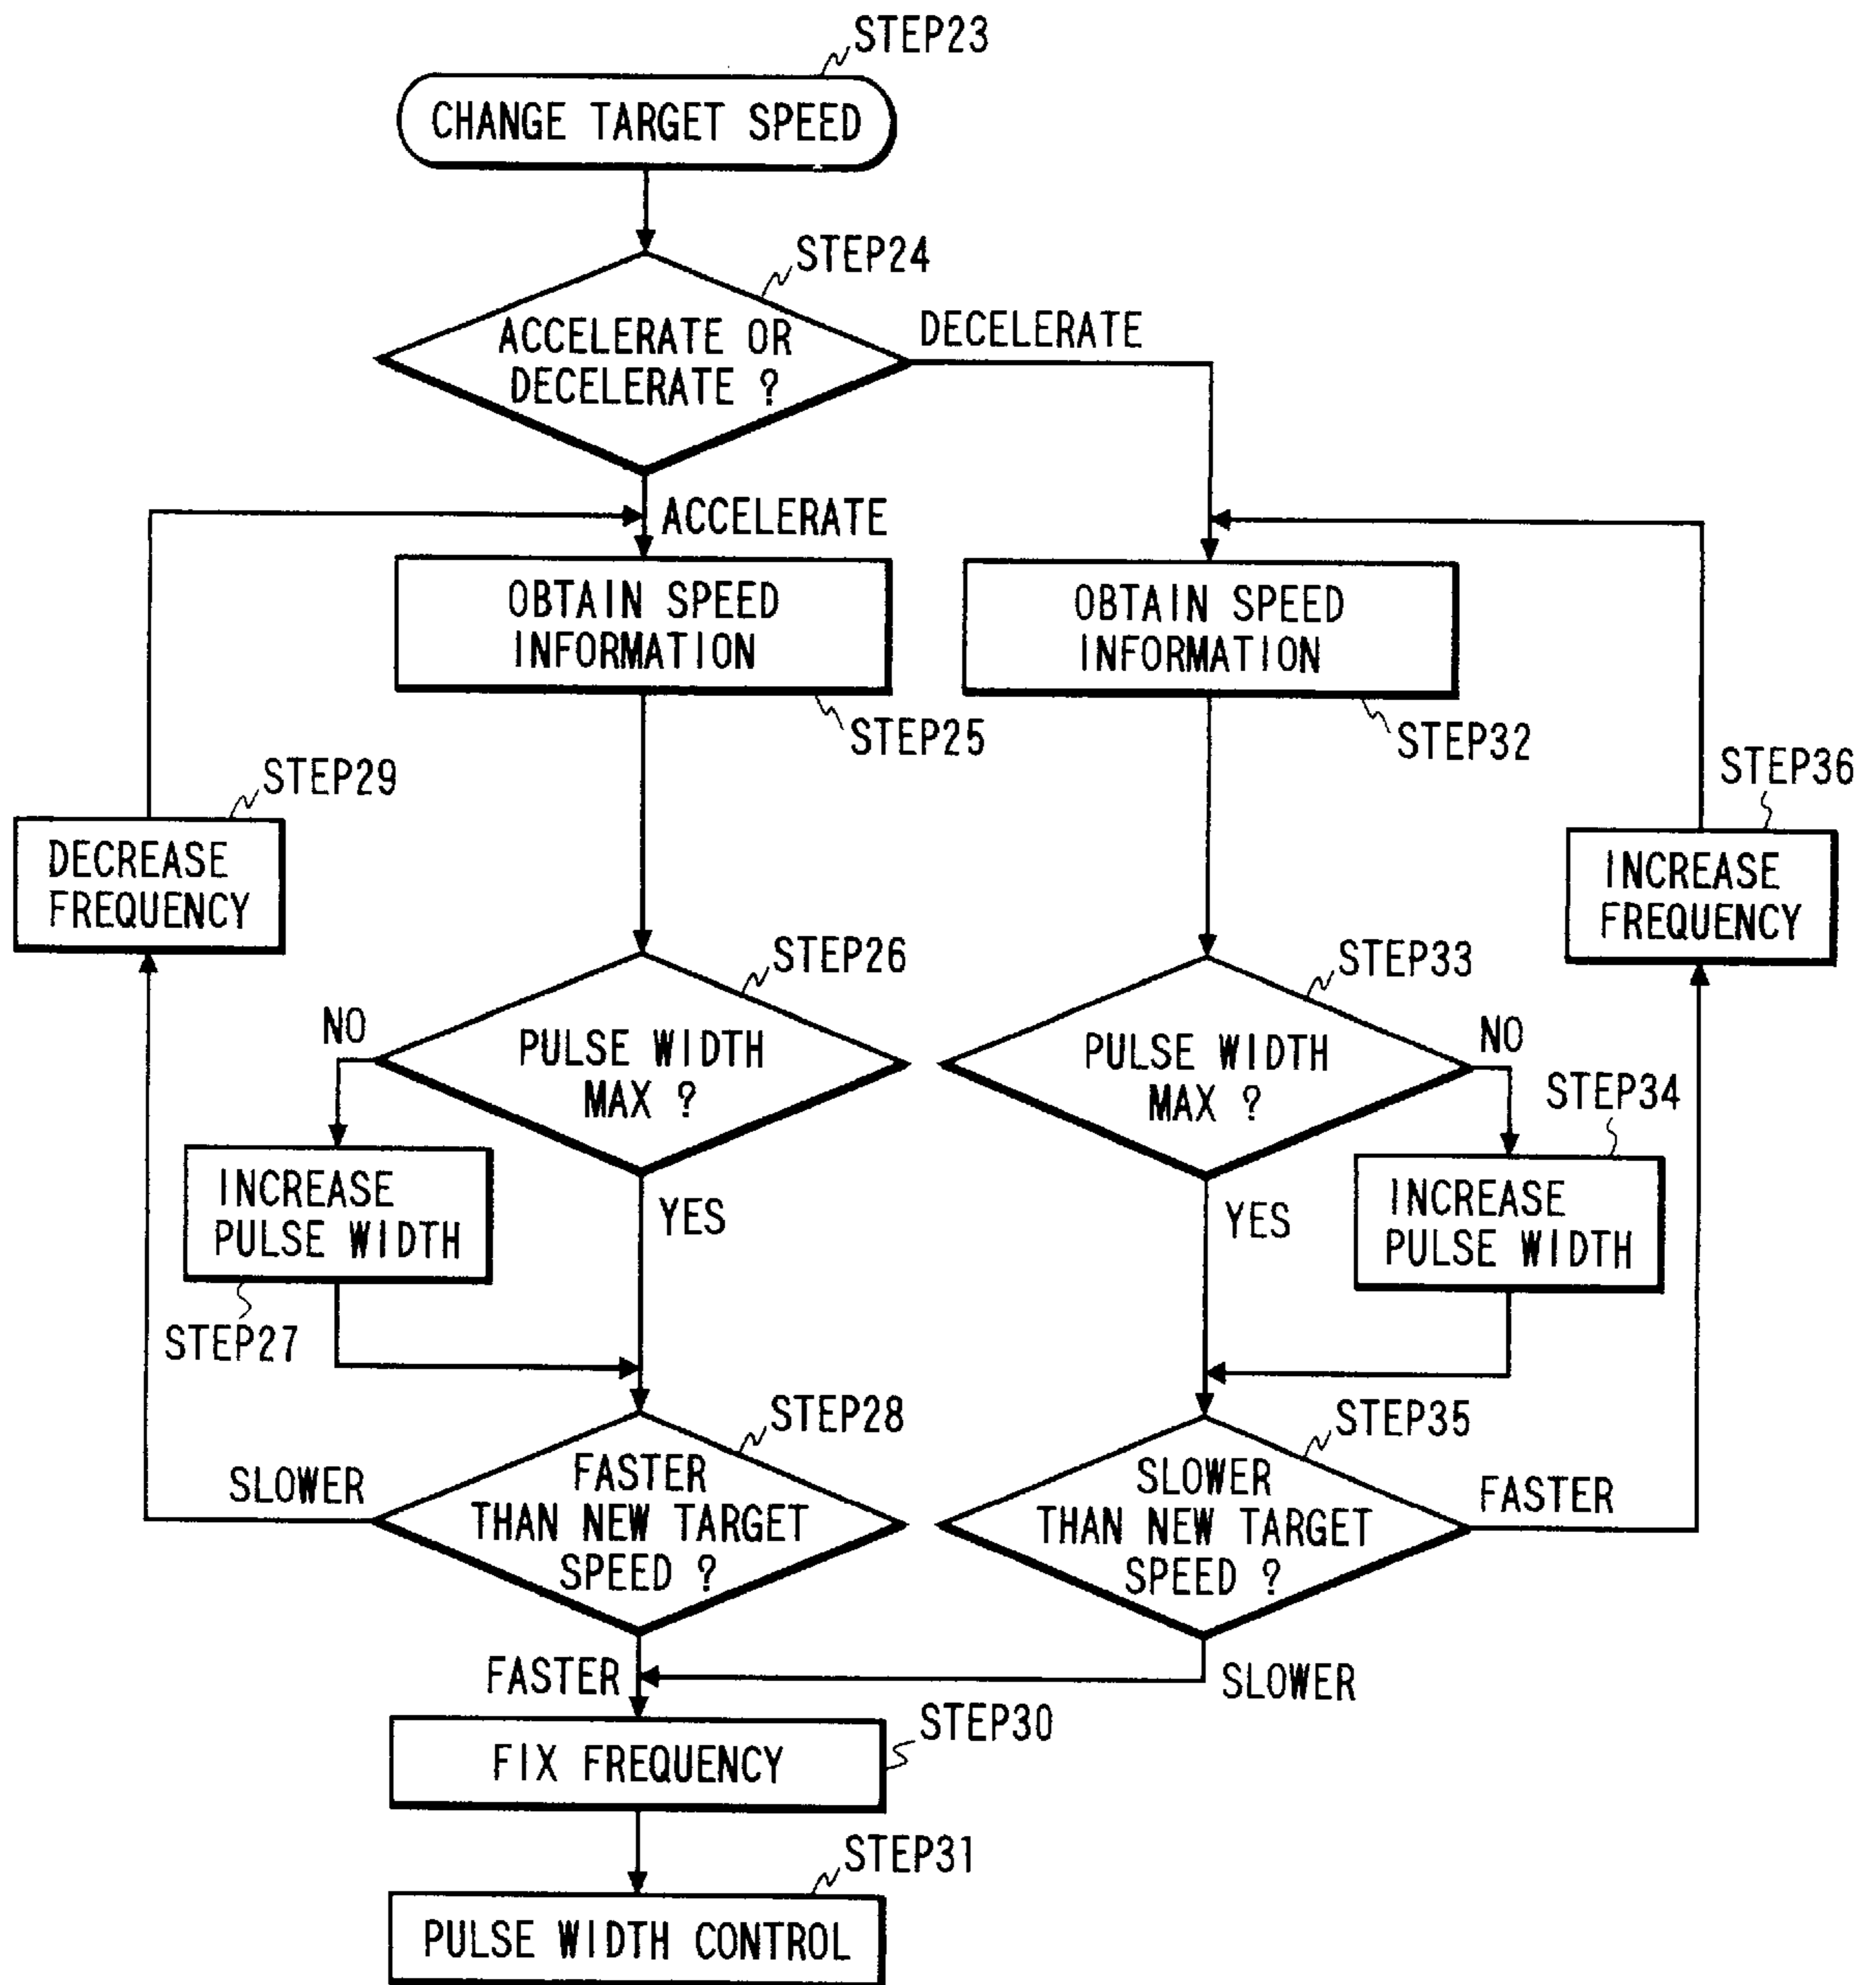 STEP23
CHANGE TARGET SPEED
STEP24
ACCELERATE OR
DECELERATE ?
DECELERATE
ACCELERATE
OBTAIN SPEED
INFORMATION
STEP25
OBTAIN SPEED
INFORMATION
STEP32
STEP29
DECREASE
FREQUENCY
STEP36
INCREASE
FREQUENCY
STEP26
NO
PULSE WIDTH
MAX ?
YES
STEP33
PULSE WIDTH
MAX ?
NO
YES
STEP34
INCREASE
PULSE WIDTH
STEP27
INCREASE
PULSE WIDTH
STEP28
SLOWER
FASTER
THAN NEW TARGET
SPEED ?
FASTER
STEP35
SLOWER
THAN NEW TARGET
SPEED ?
FASTER
SLOWER
STEP30
FIX FREQUENCY
STEP31
PULSE WIDTH CONTROL